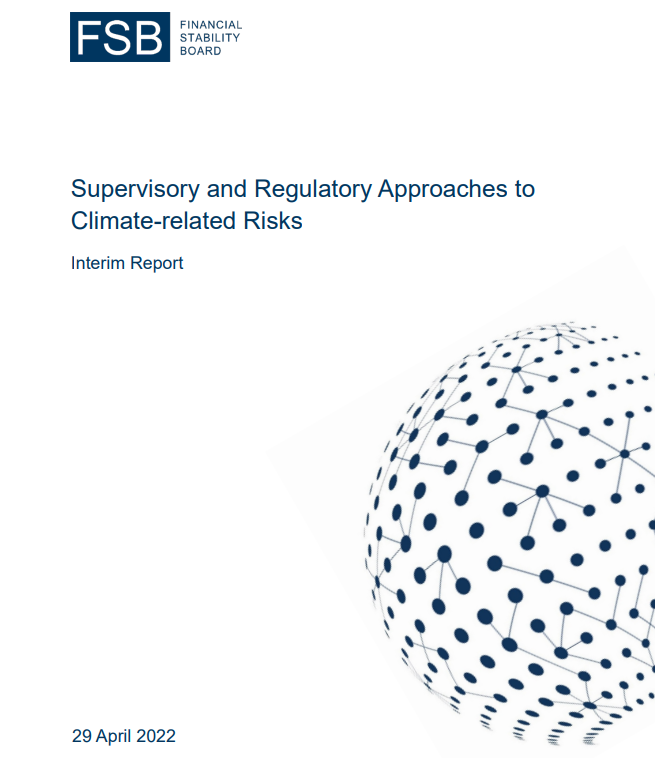 FSB
FINANCIAL
STABILITY
BOARD
Supervisory and Regulatory Approaches to
Climate-related Risks
Interim Report
29 April 2022